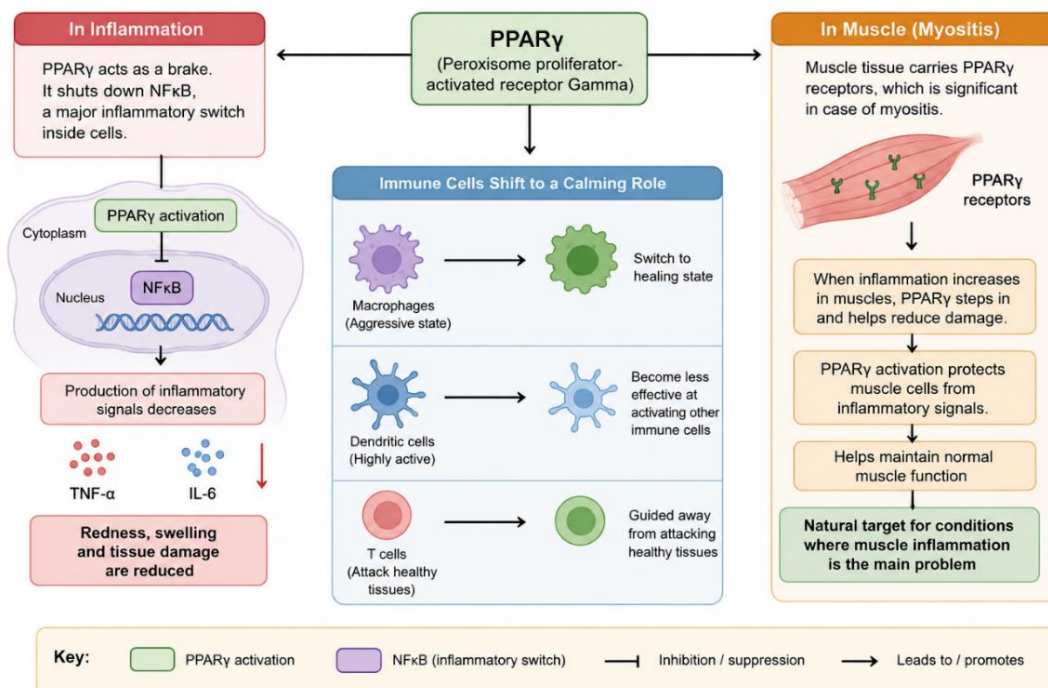 In Inflammation
PPARγ acts as a brake.
It shuts down NFκB,
a major inflammatory switch
inside cells.
PPARγ activation
Cytoplasm
Nucleus
NFκB
Production of inflammatory
signals decreases
TNF-α
IL-6
Redness, swelling
and tissue damage
are reduced
PPARγ
(Peroxisome proliferator-
activated receptor Gamma)
Immune Cells Shift to a Calming Role
Macrophages
(Aggressive state)
Switch to
healing state
Dendritic cells
(Highly active)
Become less
effective at
activating other
immune cells
T cells
(Attack healthy
tissues)
Guided away
from attacking
healthy tissues
In Muscle (Myositis)
Muscle tissue carries PPARγ
receptors, which is significant
in case of myositis.
PPARγ
receptors
When inflammation increases
in muscles, PPARγ steps in
and helps reduce damage.
PPARγ activation protects
muscle cells from
inflammatory signals.
Helps maintain normal
muscle function
Natural target for conditions
where muscle inflammation
is the main problem
Key:
PPARγ activation
NFκB (inflammatory switch)
Inhibition / suppression
Leads to / promotes